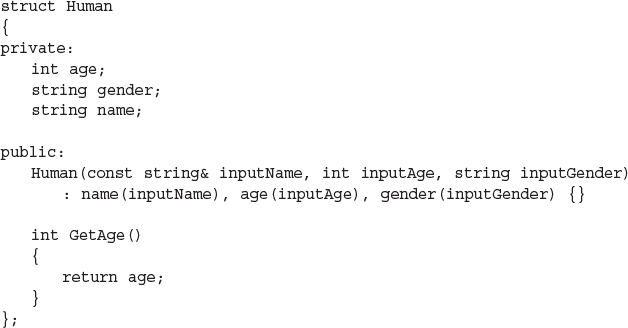 struct Human
{
private:
int age;
string gender;
string name;
public:
Human(const string& inputName, int inputAge, string inputGender)
: name(inputName), age(inputAge), gender(inputGender) {}
int GetAge()
{
return age;
}
};